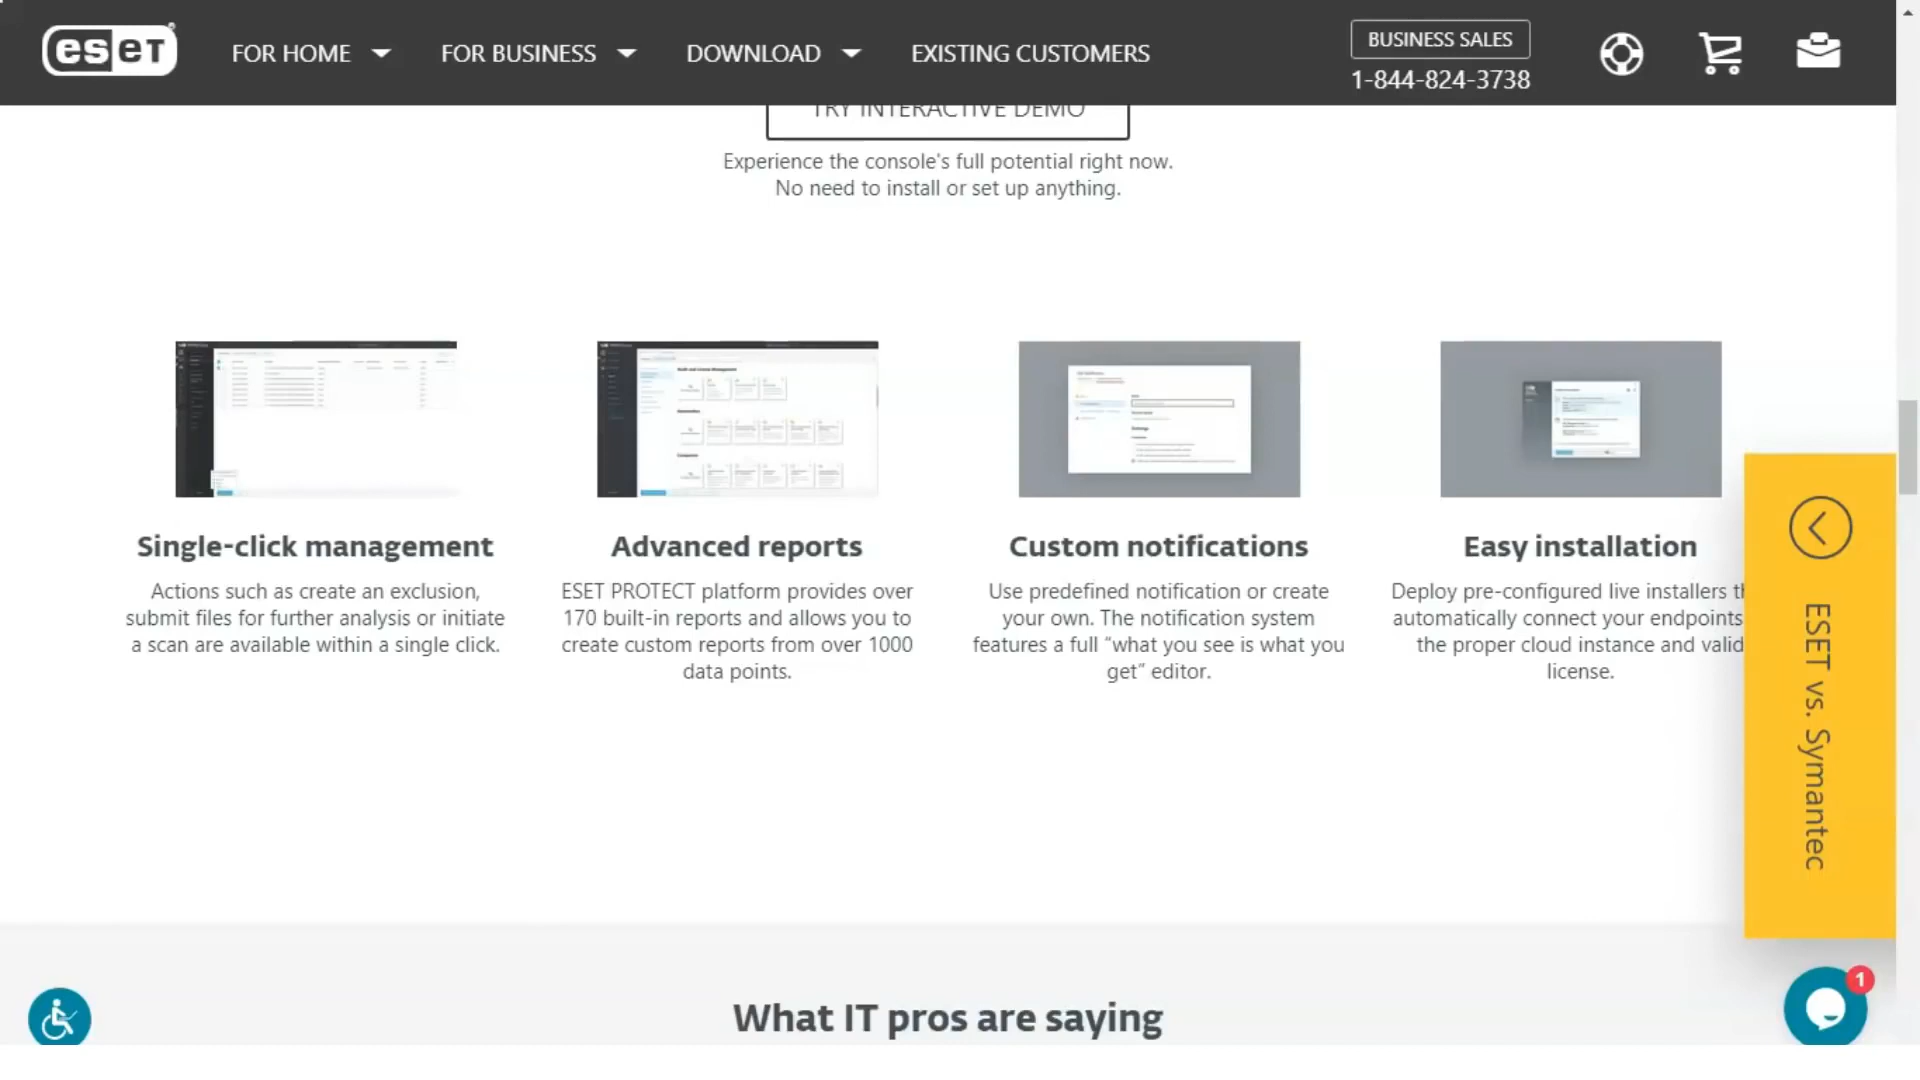 eset
FOR HOME
FOR BUSINESS
DOWNLOAD
EXISTING CUSTOMERS
BUSINESS SALES
1-844-824-3738
TRY INTERACTIVE DEMO
Experience the console's full potential right now.
No need to install or set up anything.
Single-click management
Actions such as create an exclusion,
submit files for further analysis or initiate
a scan are available within a single click.
Advanced reports
ESET PROTECT platform provides over
170 built-in reports and allows you to
create custom reports from over 1000
data points.
Custom notifications
Use predefined notification or create
your own. The notification system
features a full “what you see is what you
get” editor.
Easy installation
Deploy pre-configured live installers
automatically connect your endpoints
the proper cloud instance and valid
license.
ESET vs. Symantec
What IT pros are saying
1